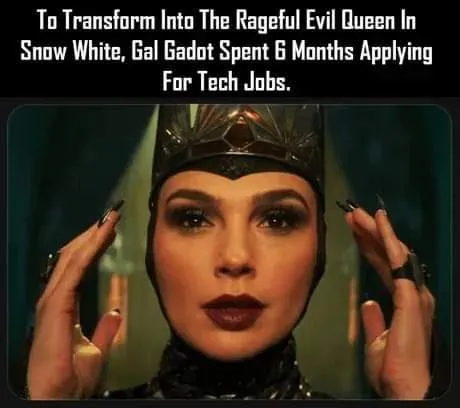 To Transform Into The Rageful Evil Queen In
Snow White, Gal Gadot Spent 6 Months Applying
For Tech Jobs.